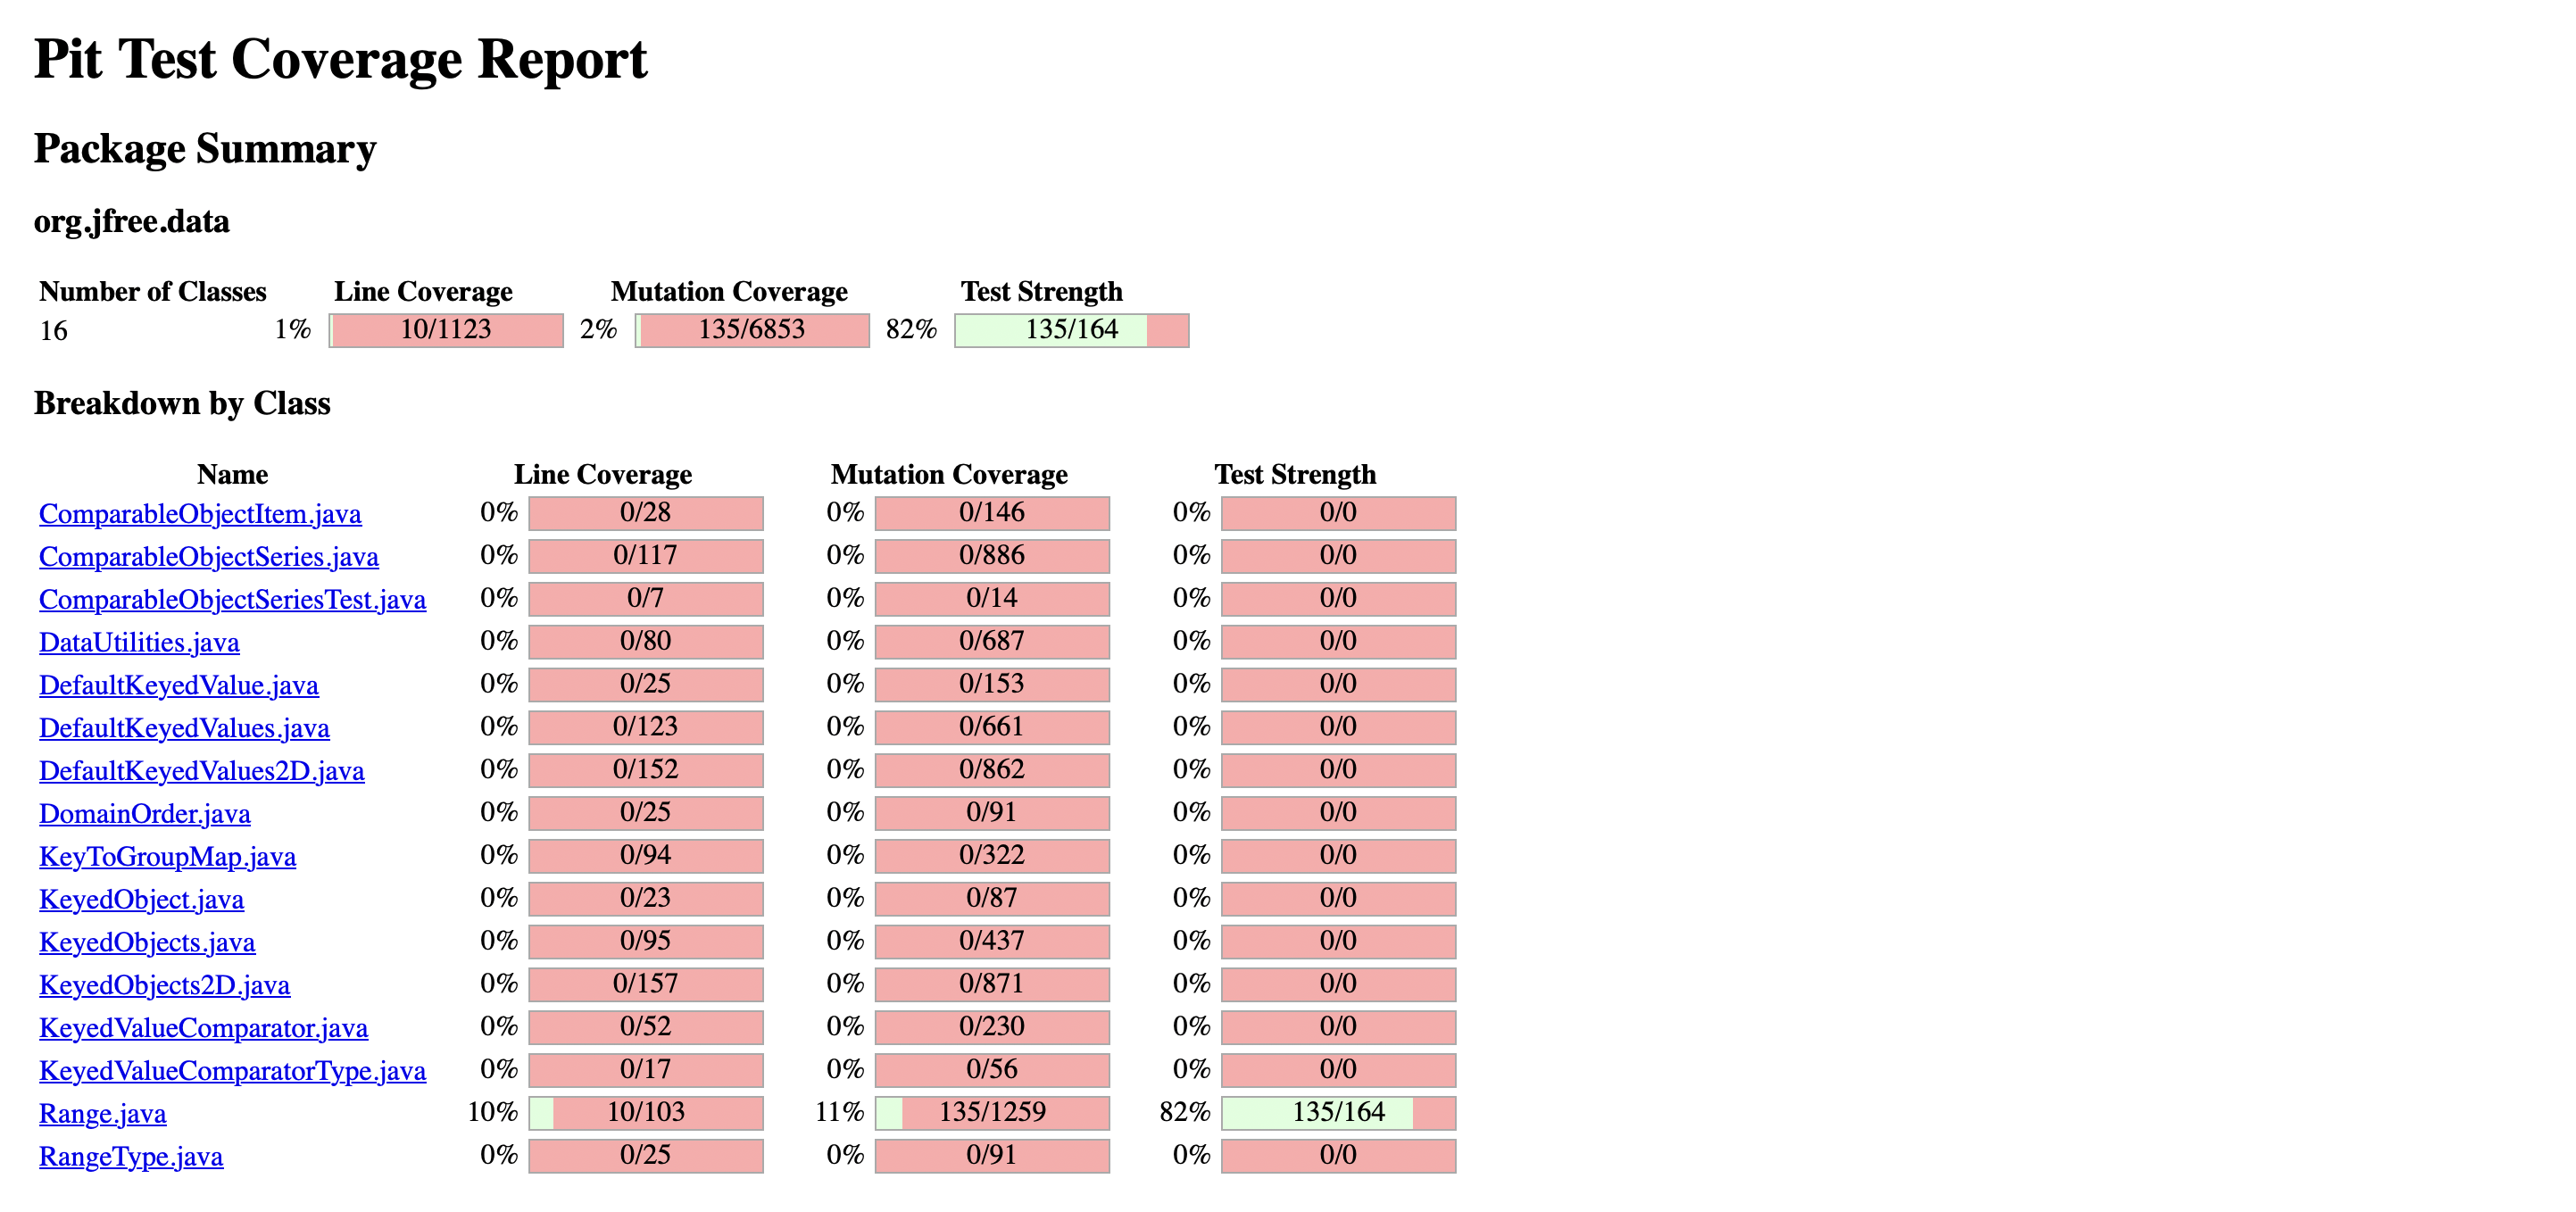 Pit Test Coverage Report
Package Summary
org.jfree.data
Number of Classes Line Coverage Mutation Coverage Test Strength
16 1% 10/1123 2% 135/6853 82% 135/164
Breakdown by Class
Name Line Coverage Mutation Coverage Test Strength
ComparableObjectItem.java 0% 0/28 0% 0/146 0% 0/0
ComparableObjectSeries.java 0% 0/117 0% 0/886 0% 0/0
ComparableObjectSeriesTest.java 0% 0/7 0% 0/14 0% 0/0
DataUtilities.java 0% 0/80 0% 0/687 0% 0/0
DefaultKeyedValue.java 0% 0/25 0% 0/153 0% 0/0
DefaultKeyedValues.java 0% 0/123 0% 0/661 0% 0/0
DefaultKeyedValues2D.java 0% 0/152 0% 0/862 0% 0/0
DomainOrder.java 0% 0/25 0% 0/91 0% 0/0
KeyToGroupMap.java 0% 0/94 0% 0/322 0% 0/0
KeyedObject.java 0% 0/23 0% 0/87 0% 0/0
KeyedObjects.java 0% 0/95 0% 0/437 0% 0/0
KeyedObjects2D.java 0% 0/157 0% 0/871 0% 0/0
KeyedValueComparator.java 0% 0/52 0% 0/230 0% 0/0
KeyedValueComparatorType.java 0% 0/17 0% 0/56 0% 0/0
Range.java 10% 10/103 11% 135/1259 82% 135/164
RangeType.java 0% 0/25 0% 0/91 0% 0/0